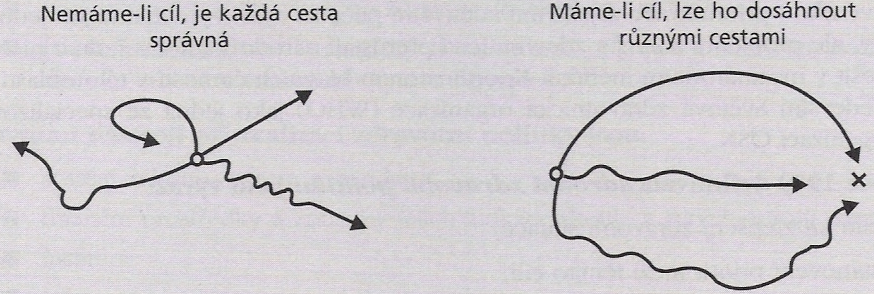 Nemáme-li cíl, je každá cesta
správná
Máme-li cíl, lze ho dosáhnout
různými cestami